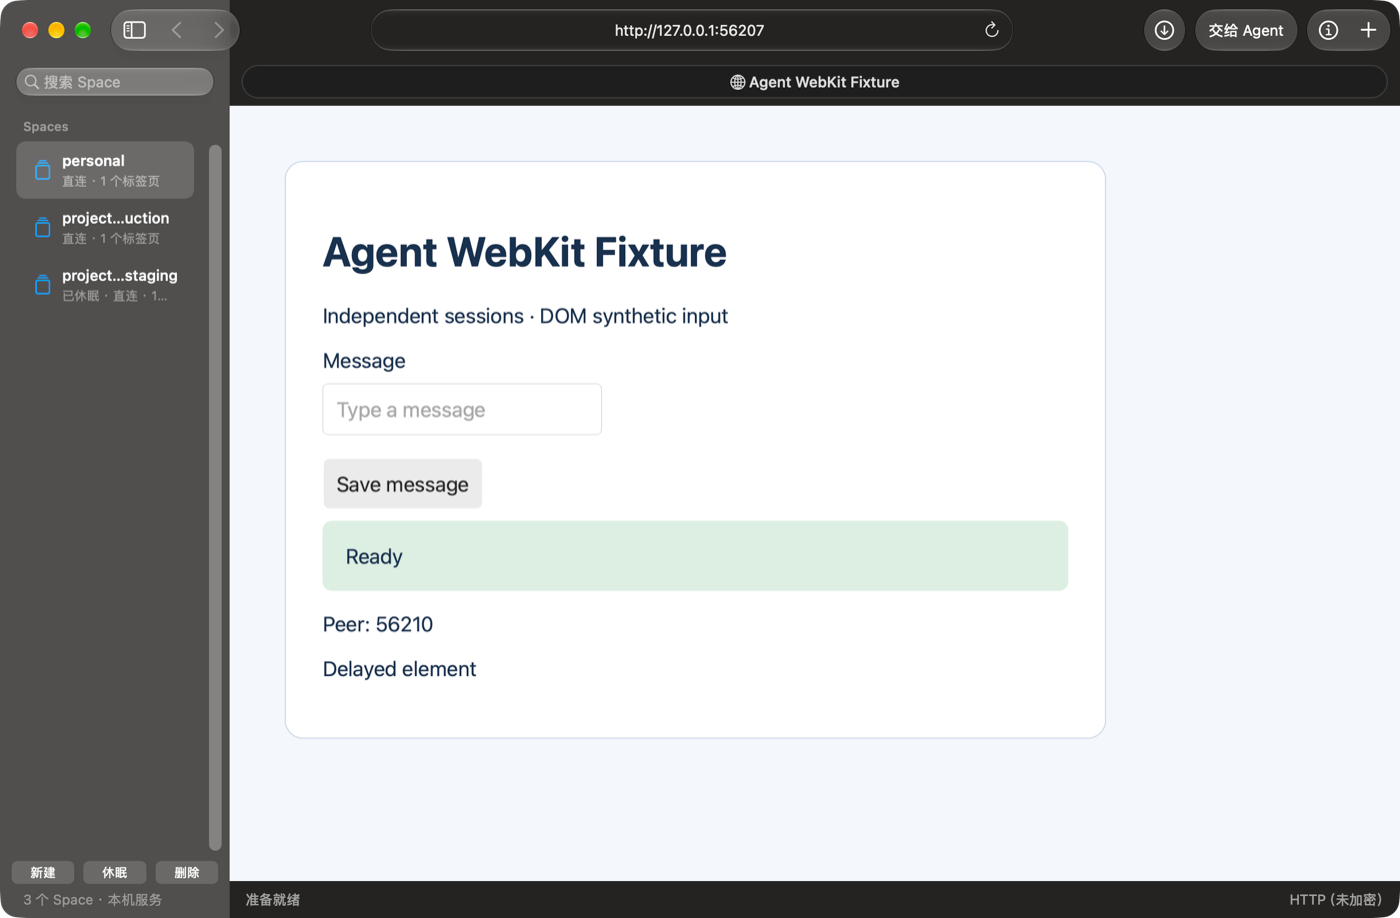 http://127.0.0.1:56207
交给 Agent
搜索 Space
Agent WebKit Fixture
Spaces
personal
直连 · 1 个标签页
project...uction
直连 · 1 个标签页
project...staging
已休眠 · 直连 · 1...
Agent WebKit Fixture
Independent sessions · DOM synthetic input
Message
Type a message
Save message
Ready
Peer: 56210
Delayed element
新建 休眠 删除
3 个 Space · 本机服务
准备就绪
HTTP (未加密)